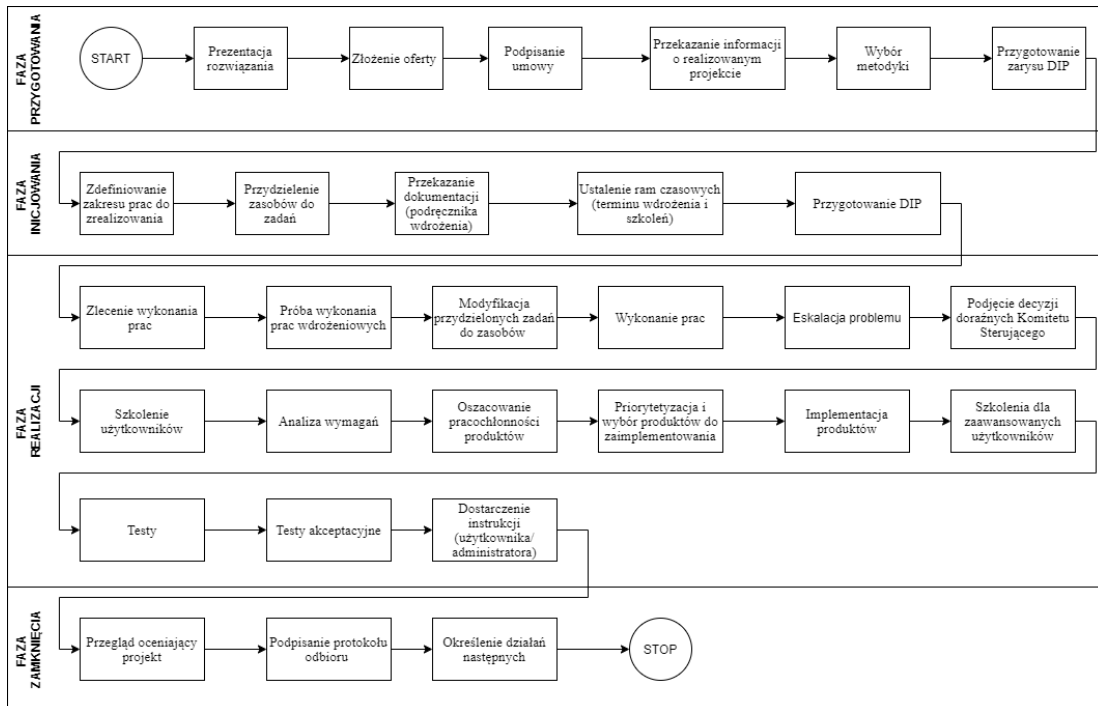 FAZA
PRZYGOTOWANIA
START
Prezentacja
rozwiązania
Złożenie oferty
Podpisanie
umowy
Przekazanie informacji
o realizowanym
projekcie
Wybór
metodyki
Przygotowanie
zarysu DIP
FAZA
INICJOWANIA
Zdefiniowanie
zakresu prac do
zrealizowania
Przydzielenie
zasobów do
zadań
Przekazanie
dokumentacji
(podręcznika
wdrożenia)
Ustalenie ram czasowych
(terminu wdrożenia i
szkoleń)
Przygotowanie DIP
FAZA
REALIZACJI
Zlecenie wykonania
prac
Próba wykonania
prac wdrożeniowych
Modyfikacja
przydzielonych zadań
do zasobów
Wykonanie prac
Eskalacja problemu
Podjęcie decyzji
doraźnych Komitetu
Sterującego
Szkolenie
użytkowników
Analiza wymagań
Oszacowanie
pracochłonności
produktów
Priorytetyzacja i
wybór produktów do
zaimplementowania
Implementacja
produktów
Szkolenia dla
zaawansowanych
użytkowników
Testy
Testy akceptacyjne
Dostarczenie
instrukcji
(użytkownika/
administratora)
FAZA
ZAMKNIĘCIA
Przegląd oceniający
projekt
Podpisanie protokołu
odbioru
Określenie działań
następnych
STOP